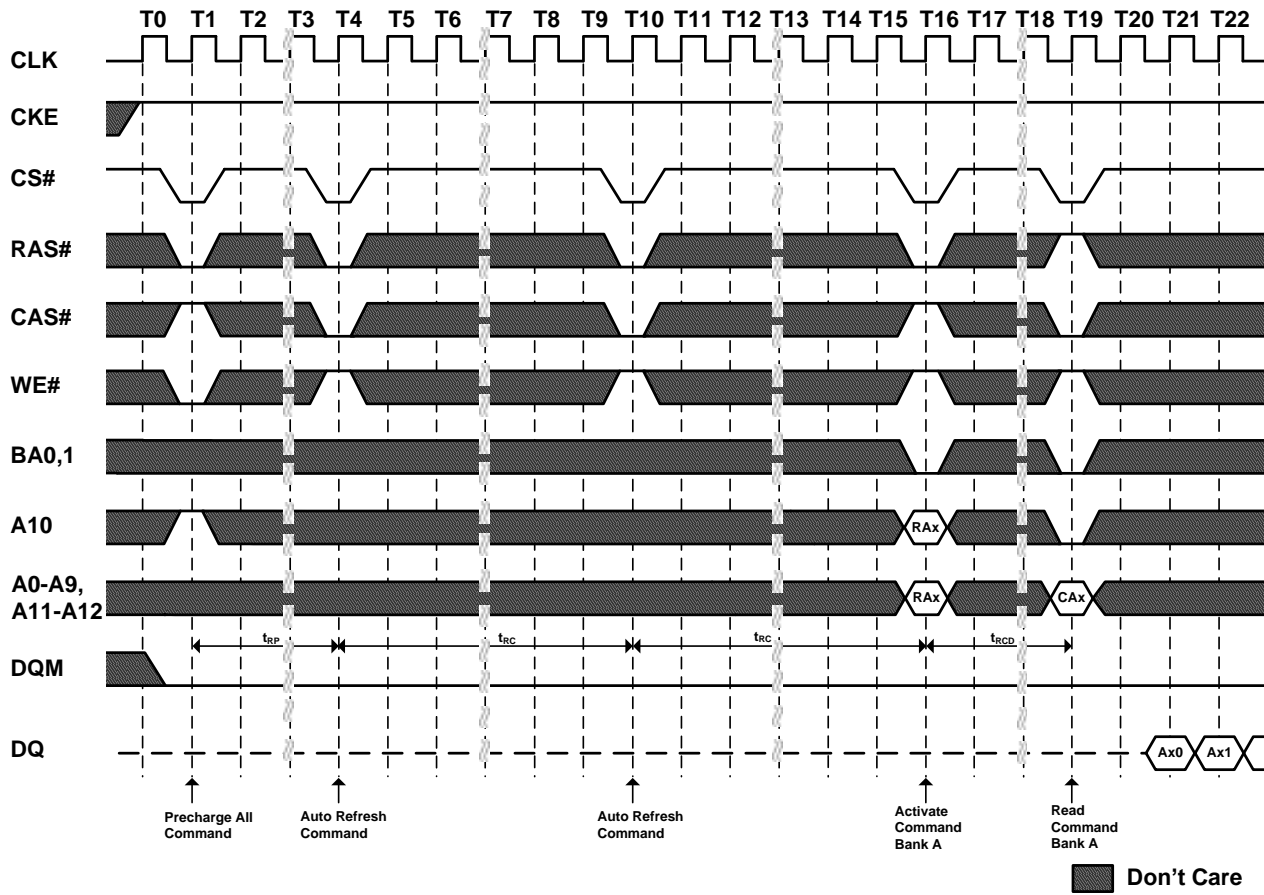 T0 T1 T2 T3 T4 T5 T6 T7 T8 T9 T10 T11 T12 T13 T14 T15 T16 T17 T18 T19 T20 T21 T22
CLK
CKE
CS#
RAS#
CAS#
WE#
BA0,1
A10
RAx
A0-A9,
A11-A12
RAx CAx
tRP tRC tRC tRCD
DQM
DQ
Ax0 Ax1
Precharge All
Command
Auto Refresh
Command
Auto Refresh
Command
Activate
Command
Bank A
Read
Command
Bank A
Don't Care